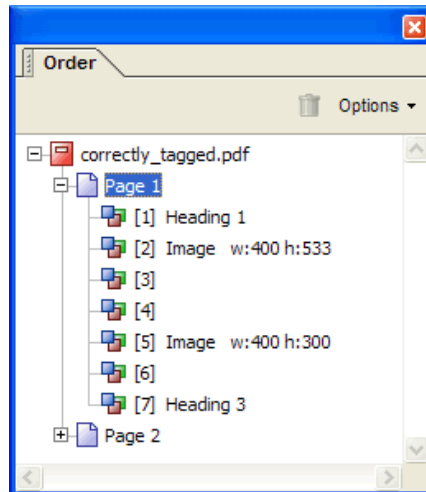 Order
Options
correctly_tagged.pdf
Page 1
[1] Heading 1
[2] Image w:400 h:533
[3]
[4]
[5] Image w:400 h:300
[6]
[7] Heading 3
Page 2